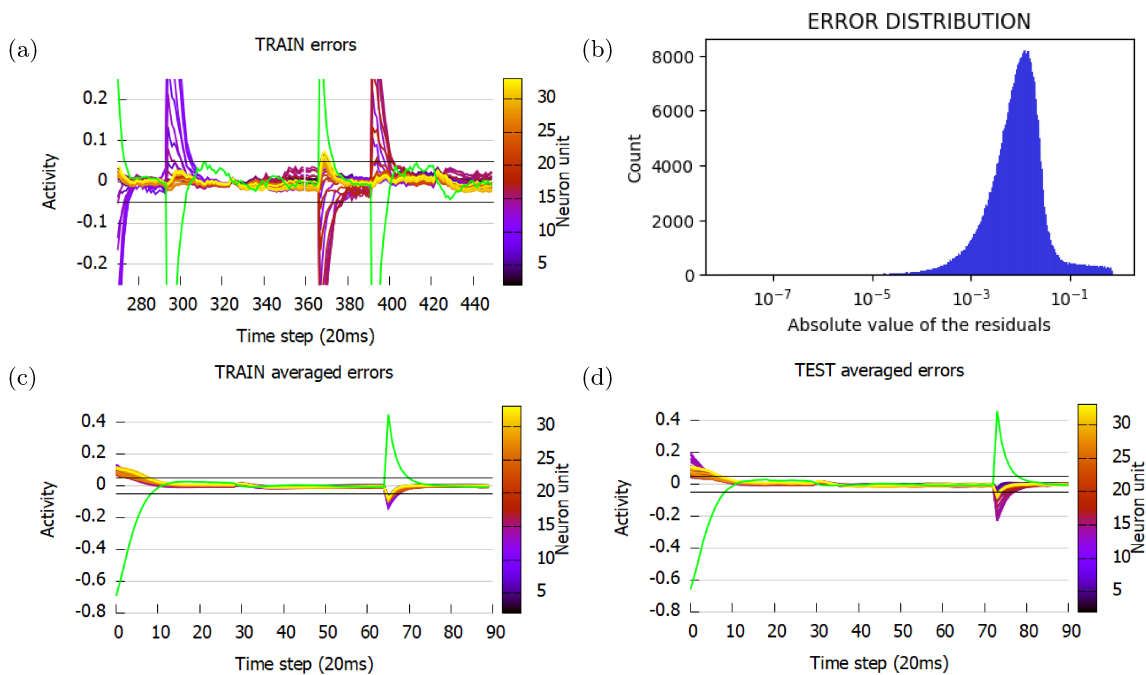 (a)
TRAIN errors
0.2
0.1
0
-0.1
-0.2
Activity
280 300 320 340 360 380 400 420 440
Time step (20ms)
30
25
20
15
10
5
Neuron unit
(b)
ERROR DISTRIBUTION
8000
6000
4000
2000
0
Count
10⁻⁷ 10⁻⁵ 10⁻³ 10⁻¹
Absolute value of the residuals
(c)
TRAIN averaged errors
0.4
0.2
0
-0.2
-0.4
-0.6
-0.8
Activity
0 10 20 30 40 50 60 70 80 90
Time step (20ms)
30
25
20
15
10
5
Neuron unit
(d)
TEST averaged errors
0.4
0.2
0
-0.2
-0.4
-0.6
-0.8
Activity
0 10 20 30 40 50 60 70 80 90
Time step (20ms)
30
25
20
15
10
5
Neuron unit